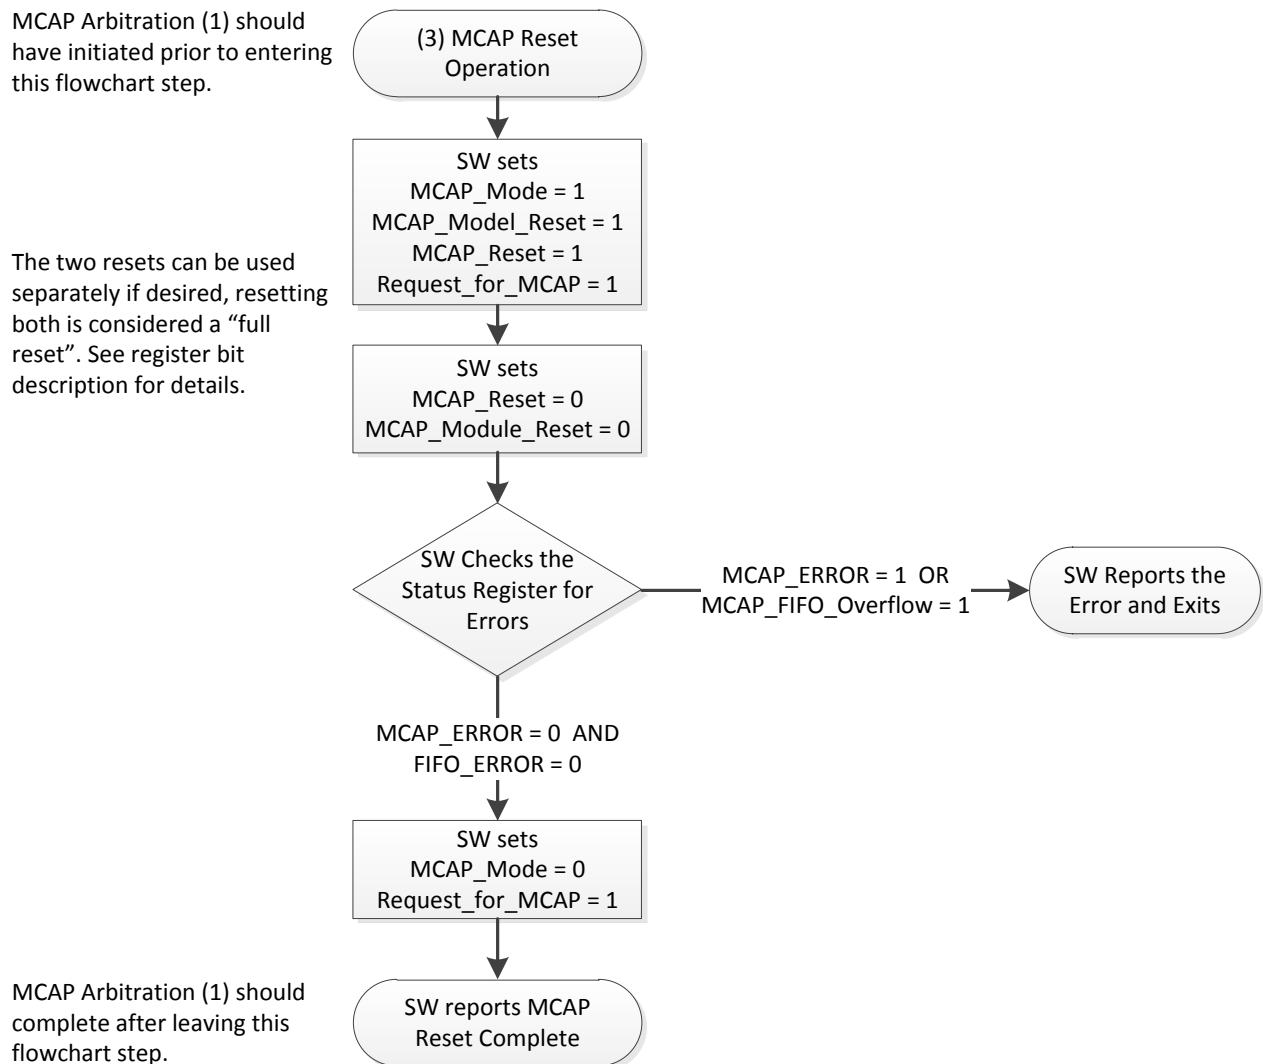 MCAP Arbitration (1) should
have initiated prior to entering
this flowchart step.
(3) MCAP Reset
Operation
SW sets
MCAP_Mode = 1
MCAP_Model_Reset = 1
MCAP_Reset = 1
Request_for_MCAP = 1
The two resets can be used
separately if desired, resetting
both is considered a “full
reset”. See register bit
description for details.
SW sets
MCAP_Reset = 0
MCAP_Module_Reset = 0
SW Checks the
Status Register for
Errors
MCAP_ERROR = 1 OR
MCAP_FIFO_Overflow = 1
SW Reports the
Error and Exits
MCAP_ERROR = 0 AND
FIFO_ERROR = 0
SW sets
MCAP_Mode = 0
Request_for_MCAP = 1
MCAP Arbitration (1) should
complete after leaving this
flowchart step.
SW reports MCAP
Reset Complete